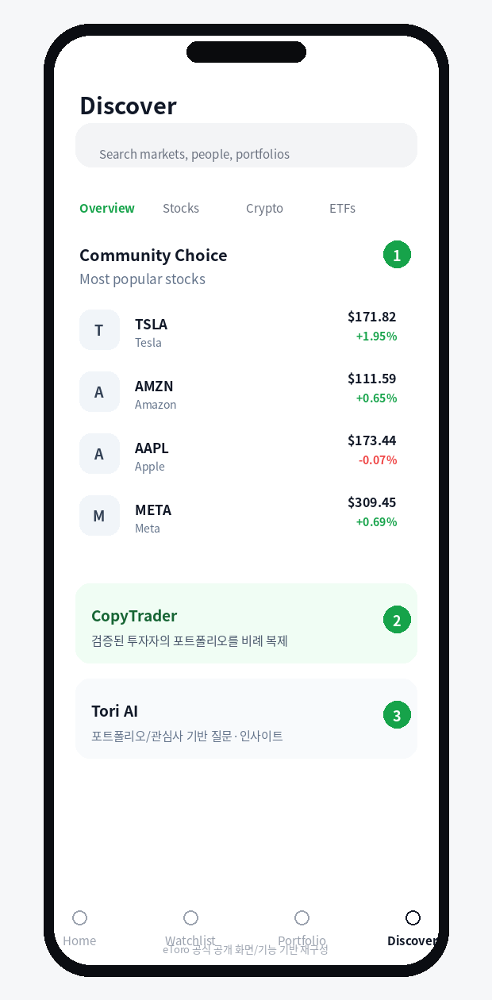 Discover
Search markets, people, portfolios
Overview Stocks Crypto ETFs
Community Choice 1
Most popular stocks
T TSLA $171.82
Tesla +1.95%
A AMZN $111.59
Amazon +0.65%
A AAPL $173.44
Apple -0.07%
M META $309.45
Meta +0.69%
CopyTrader 2
검증된 투자자의 포트폴리오를 비례 복제
Tori AI 3
포트폴리오/관심사 기반 질문·인사이트
Home Watchlist Portfolio Discover
eToro 공식 공개 화면/기능 기반 재구성